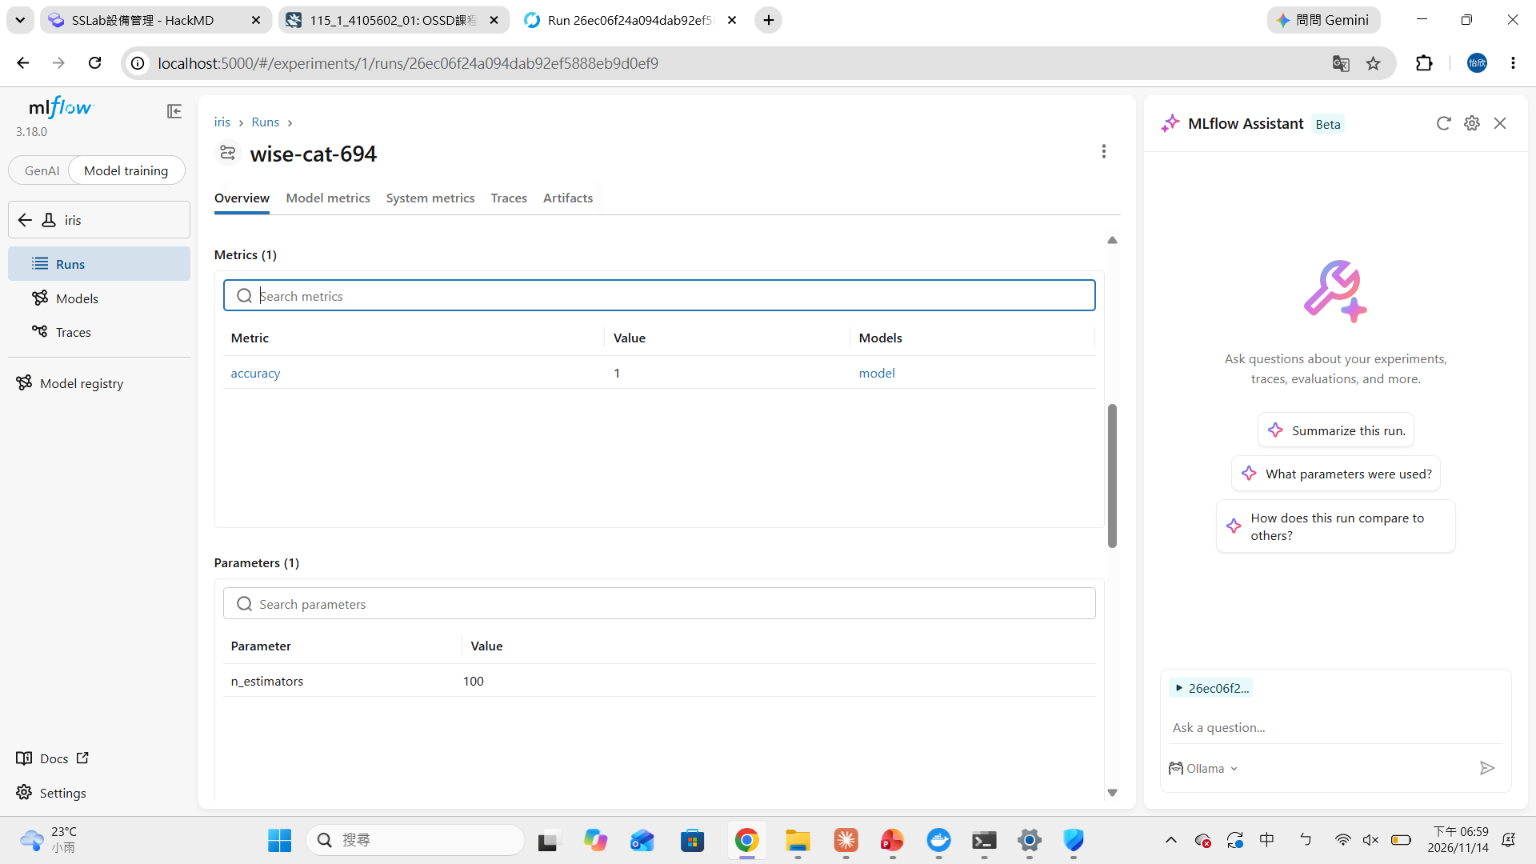 SSLab設備管理 - HackMD
115_1_4105602_01: OSSD課程
Run 26ec06f24a094dab92ef5
問問 Gemini
localhost:5000/#/experiments/1/runs/26ec06f24a094dab92ef5888eb9d0ef9
怡欣
mlflow
3.18.0
GenAI
Model training
iris
Runs
Models
Traces
Model registry
Docs
Settings
iris › Runs ›
wise-cat-694
Overview Model metrics System metrics Traces Artifacts
Metrics (1)
Search metrics
Metric Value Models
accuracy 1 model
Parameters (1)
Search parameters
Parameter Value
n_estimators 100
MLflow Assistant Beta
Ask questions about your experiments,
traces, evaluations, and more.
Summarize this run.
What parameters were used?
How does this run compare to
others?
26ec06f2...
Ask a question...
Ollama
23°C
小雨
搜尋
中
ㄅ
下午 06:59
2026/11/14